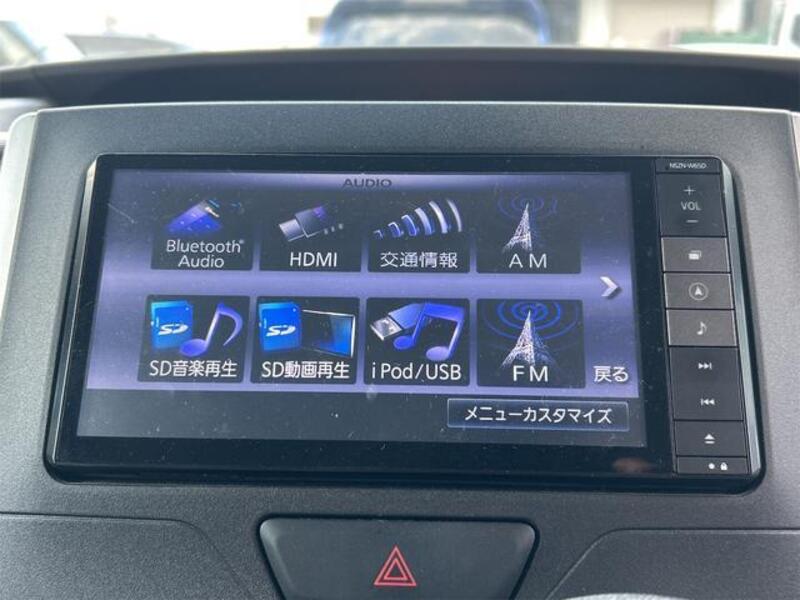 AUDIO
NSZN-W65D
+
VOL
−
Bluetooth®
Audio
HDMI
交通情報
AM
SD
SD音楽再生
SD
SD動画再生
iPod/USB
FM
戻る
メニューカスタマイズ